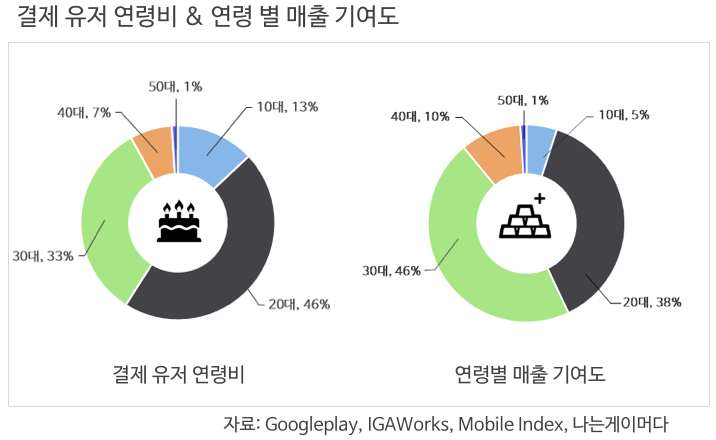 결제 유저 연령비 & 연령 별 매출 기여도
50대, 1%
10대, 13%
40대, 7%
30대, 33%
20대, 46%
결제 유저 연령비
50대, 1%
10대, 5%
40대, 10%
30대, 46%
20대, 38%
연령별 매출 기여도
자료: Googleplay, IGAWorks, Mobile Index, 나는게이머다